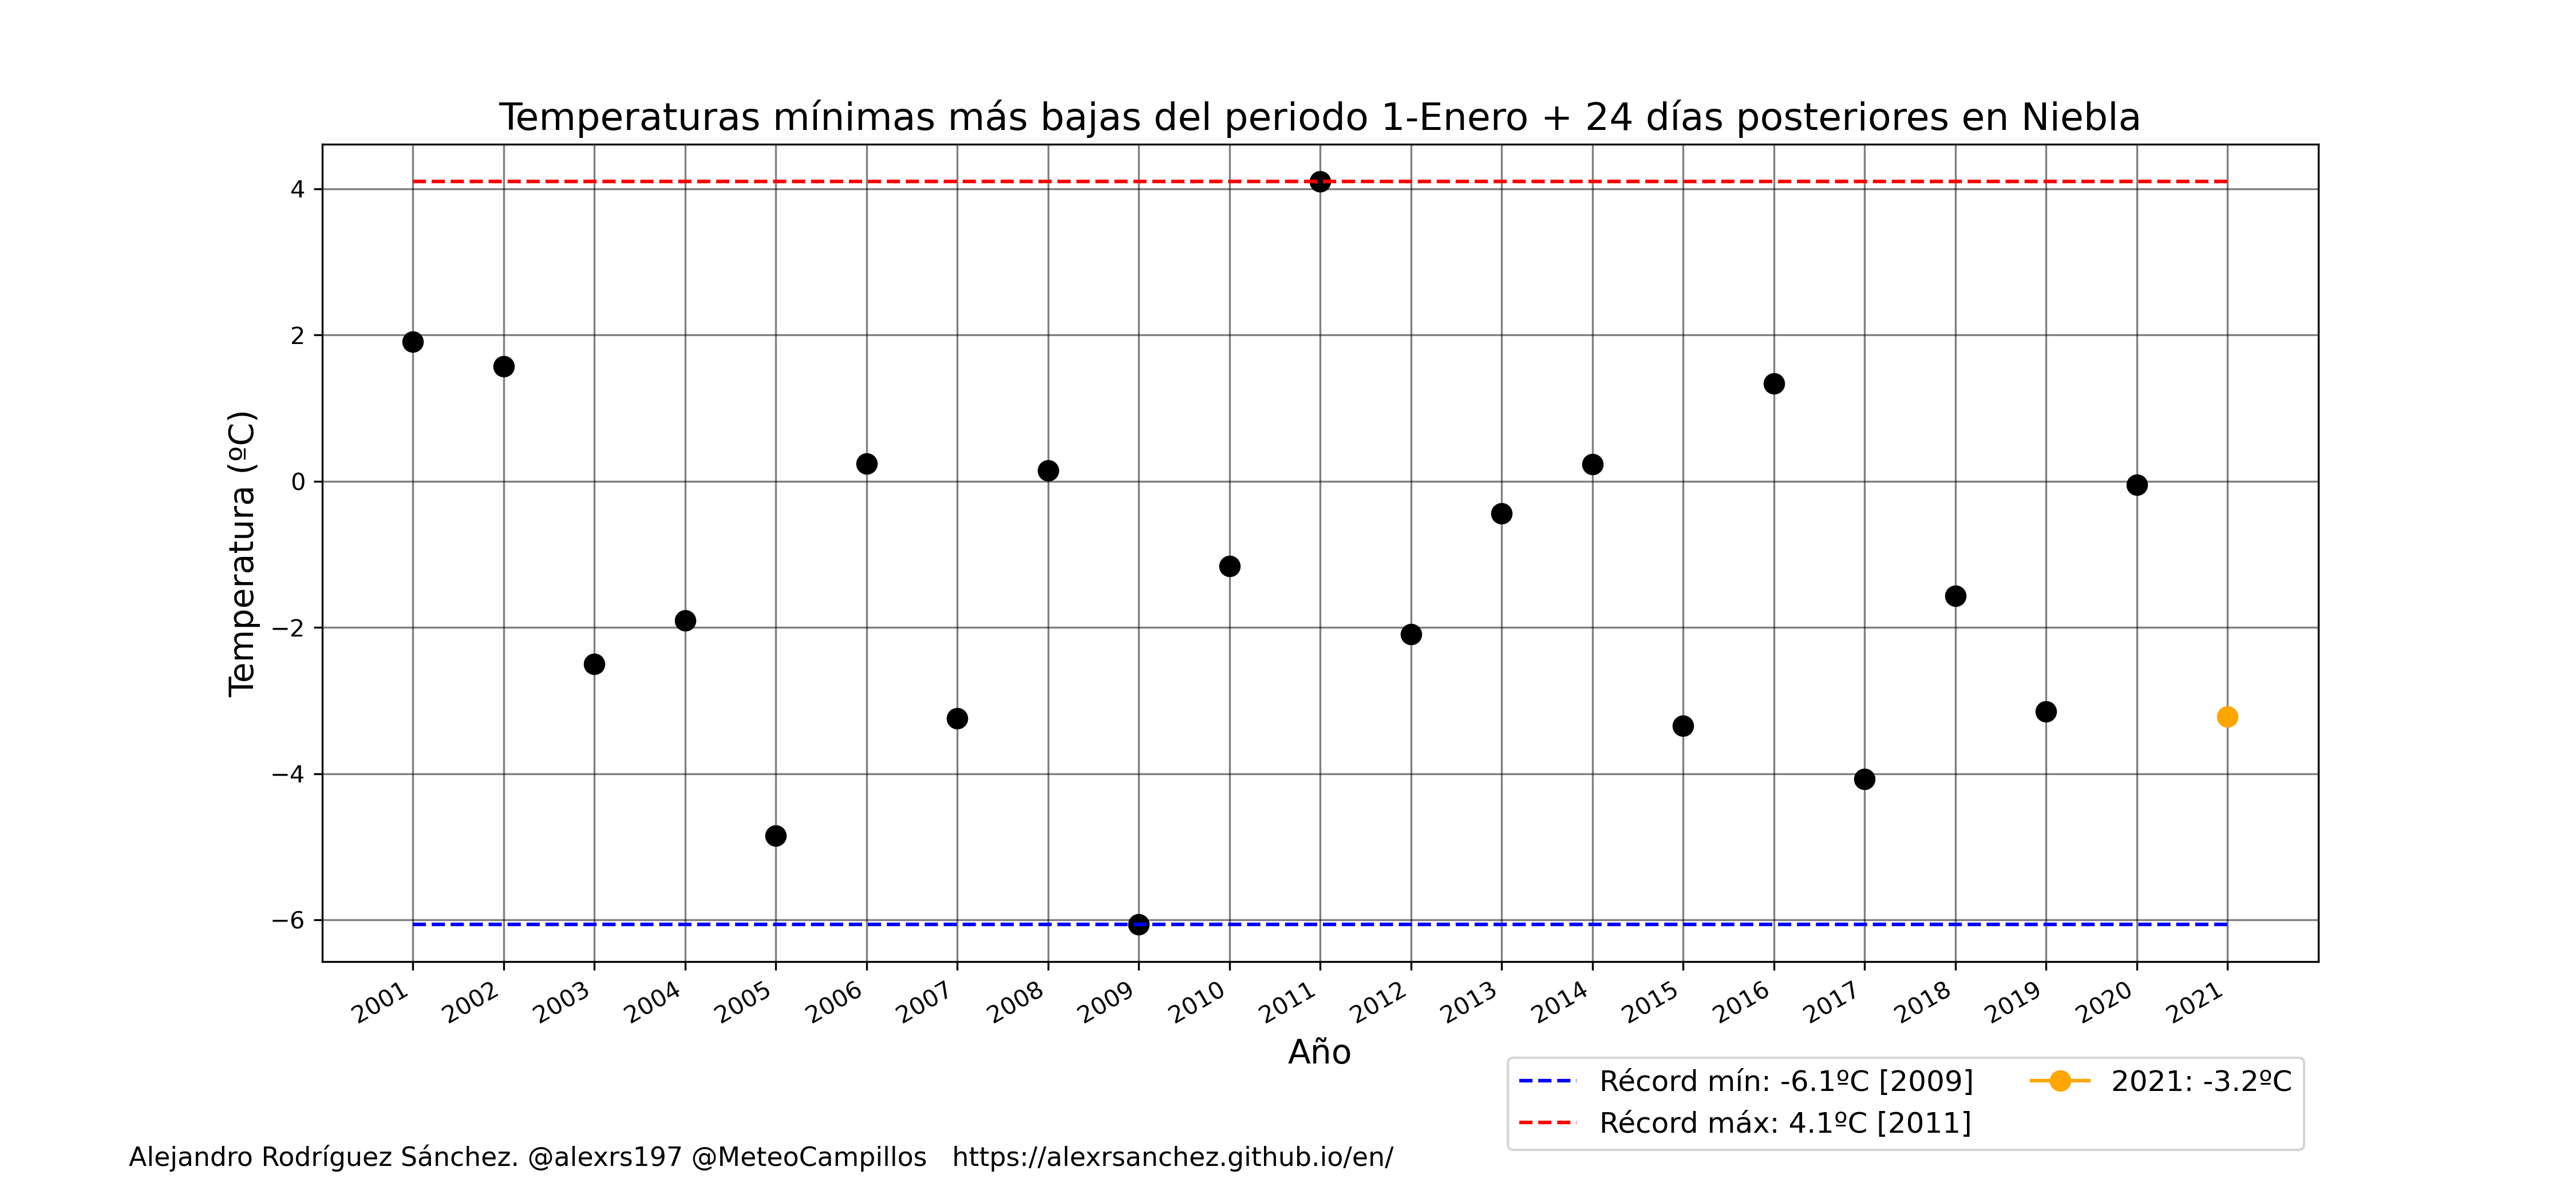 Temperaturas mínimas más bajas del periodo 1-Enero + 24 días posteriores en Niebla
Temperatura (ºC)
4
2
0
−2
−4
−6
2001 2002 2003 2004 2005 2006 2007 2008 2009 2010 2011 2012 2013 2014 2015 2016 2017 2018 2019 2020 2021
Año
Récord mín: -6.1ºC [2009]
Récord máx: 4.1ºC [2011]
2021: -3.2ºC
Alejandro Rodríguez Sánchez. @alexrs197 @MeteoCampillos https://alexrsanchez.github.io/en/